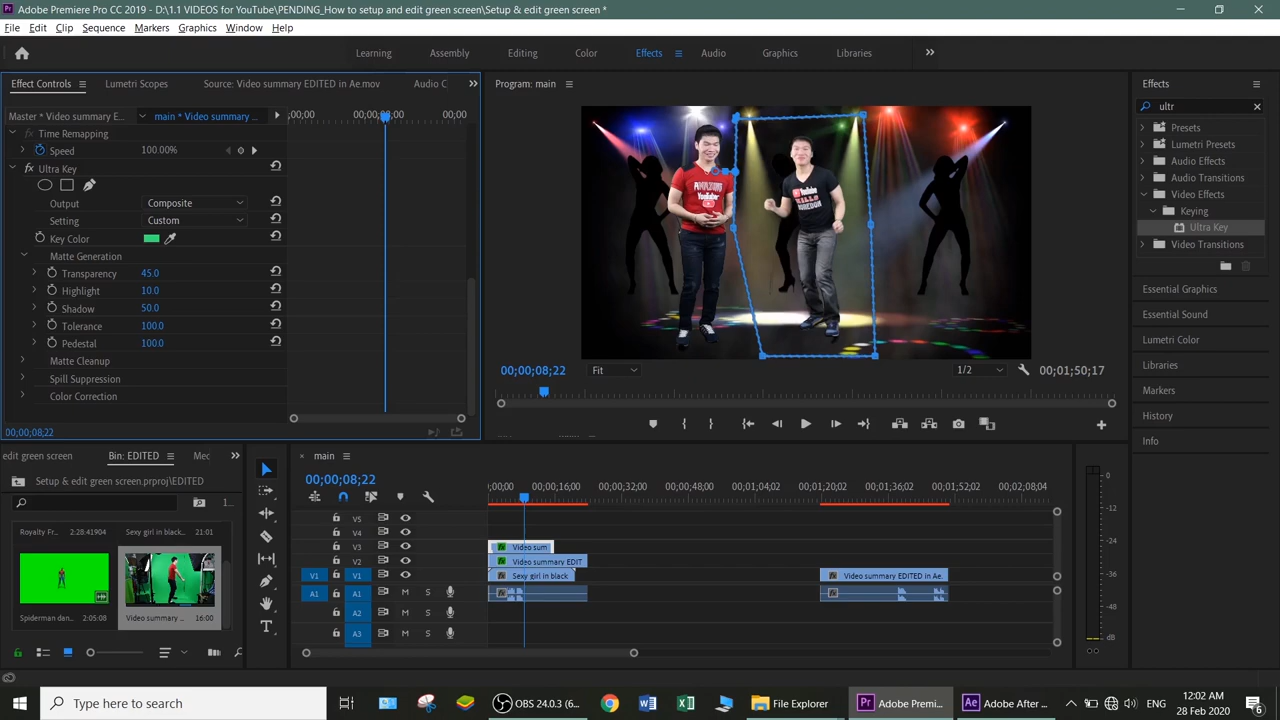 Adobe Premiere Pro CC 2019 - D:\1.1 VIDEOS for YouTube\PENDING_How to setup and edit green screen\Setup & edit green screen *
File Edit Clip Sequence Markers Graphics Window Help
Learning Assembly Editing Color Effects Audio Graphics Libraries
Effect Controls Lumetri Scopes Source: Video summary EDITED in Ae.mov Audio C
Master * Video summary E... main * Video summary ... ;00;00 00;00;08;00 00;00
Time Remapping
Speed 100.00%
Ultra Key
Output Composite
Setting Custom
Key Color
Matte Generation
Transparency 45.0
Highlight 10.0
Shadow 50.0
Tolerance 100.0
Pedestal 100.0
Matte Cleanup
Spill Suppression
Color Correction
00;00;08;22
Program: main
AMAZING YouTuber
YouTube
00;00;08;22 Fit 1/2 00;01;50;17
Effects
ultr
Presets
Lumetri Presets
Audio Effects
Audio Transitions
Video Effects
Keying
Ultra Key
Video Transitions
Essential Graphics
Essential Sound
Lumetri Color
Libraries
Markers
History
Info
edit green screen Bin: EDITED Mec
Setup & edit green screen.prproj\EDITED
1...
Royalty Fr... 2:28.41904 Sexy girl in black... 21:01
Spiderman dan... 2:05:08 Video summary ... 16:00
main
00;00;08;22
;00;00 00;00;16;00 00;00;32;00 00;00;48;00 00;01;04;02 00;01;20;02 00;01;36;02 00;01;52;02 00;02;08;04
V5
V4
V3 Video sum
V2 Video summary EDIT
V1 V1 Sexy girl in black Video summary EDITED in Ae.
A1 A1 M S
A2 M S
A3 M S
0
-12
-24
-36
-48
dB
Type here to search
OBS 24.0.3 (6... File Explorer Adobe Premi... Adobe After ...
ENG
12:02 AM
28 Feb 2020
6